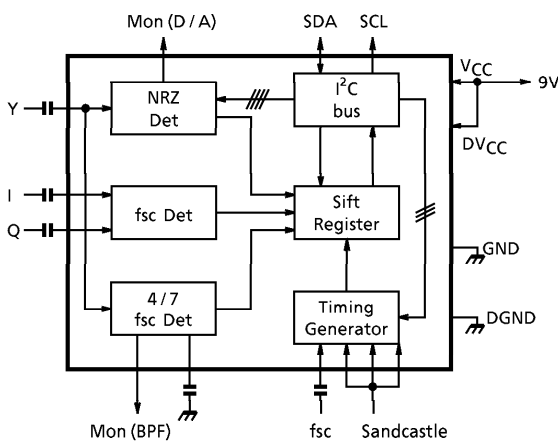 Mon (D / A)
SDA
SCL
VCC
9V
Y
NRZ
Det
I²C
bus
DVCC
I
Q
fsc Det
Sift
Register
GND
4 / 7
fsc Det
Timing
Generator
DGND
Mon (BPF)
fsc
Sandcastle